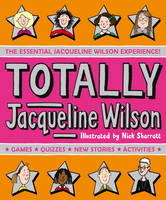 THE ESSENTIAL JACQUELINE WILSON EXPERIENCE!
TOTALLY
Jacqueline Wilson
Illustrated by Nick Sharratt
GAMES ★ QUIZZES ★ NEW STORIES ★ ACTIVITIES